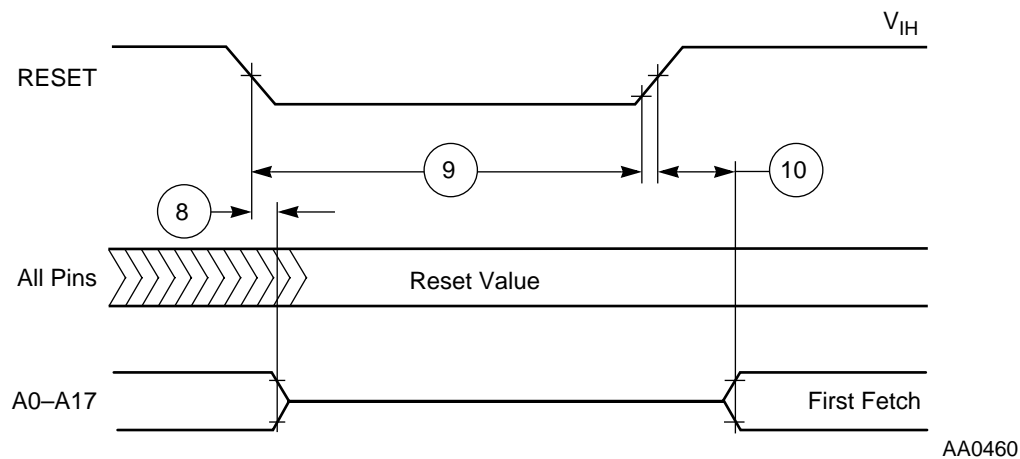 V_IH
RESET
9
10
8
All Pins
Reset Value
A0–A17
First Fetch
AA0460